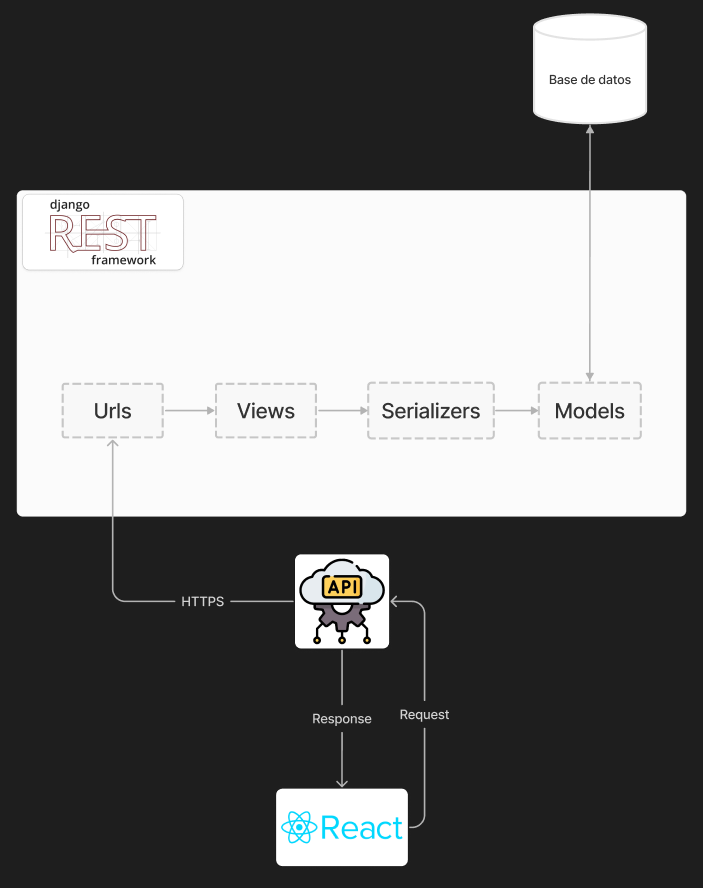 Base de datos
django
REST
framework
Urls
Views
Serializers
Models
API
HTTPS
Response
Request
React